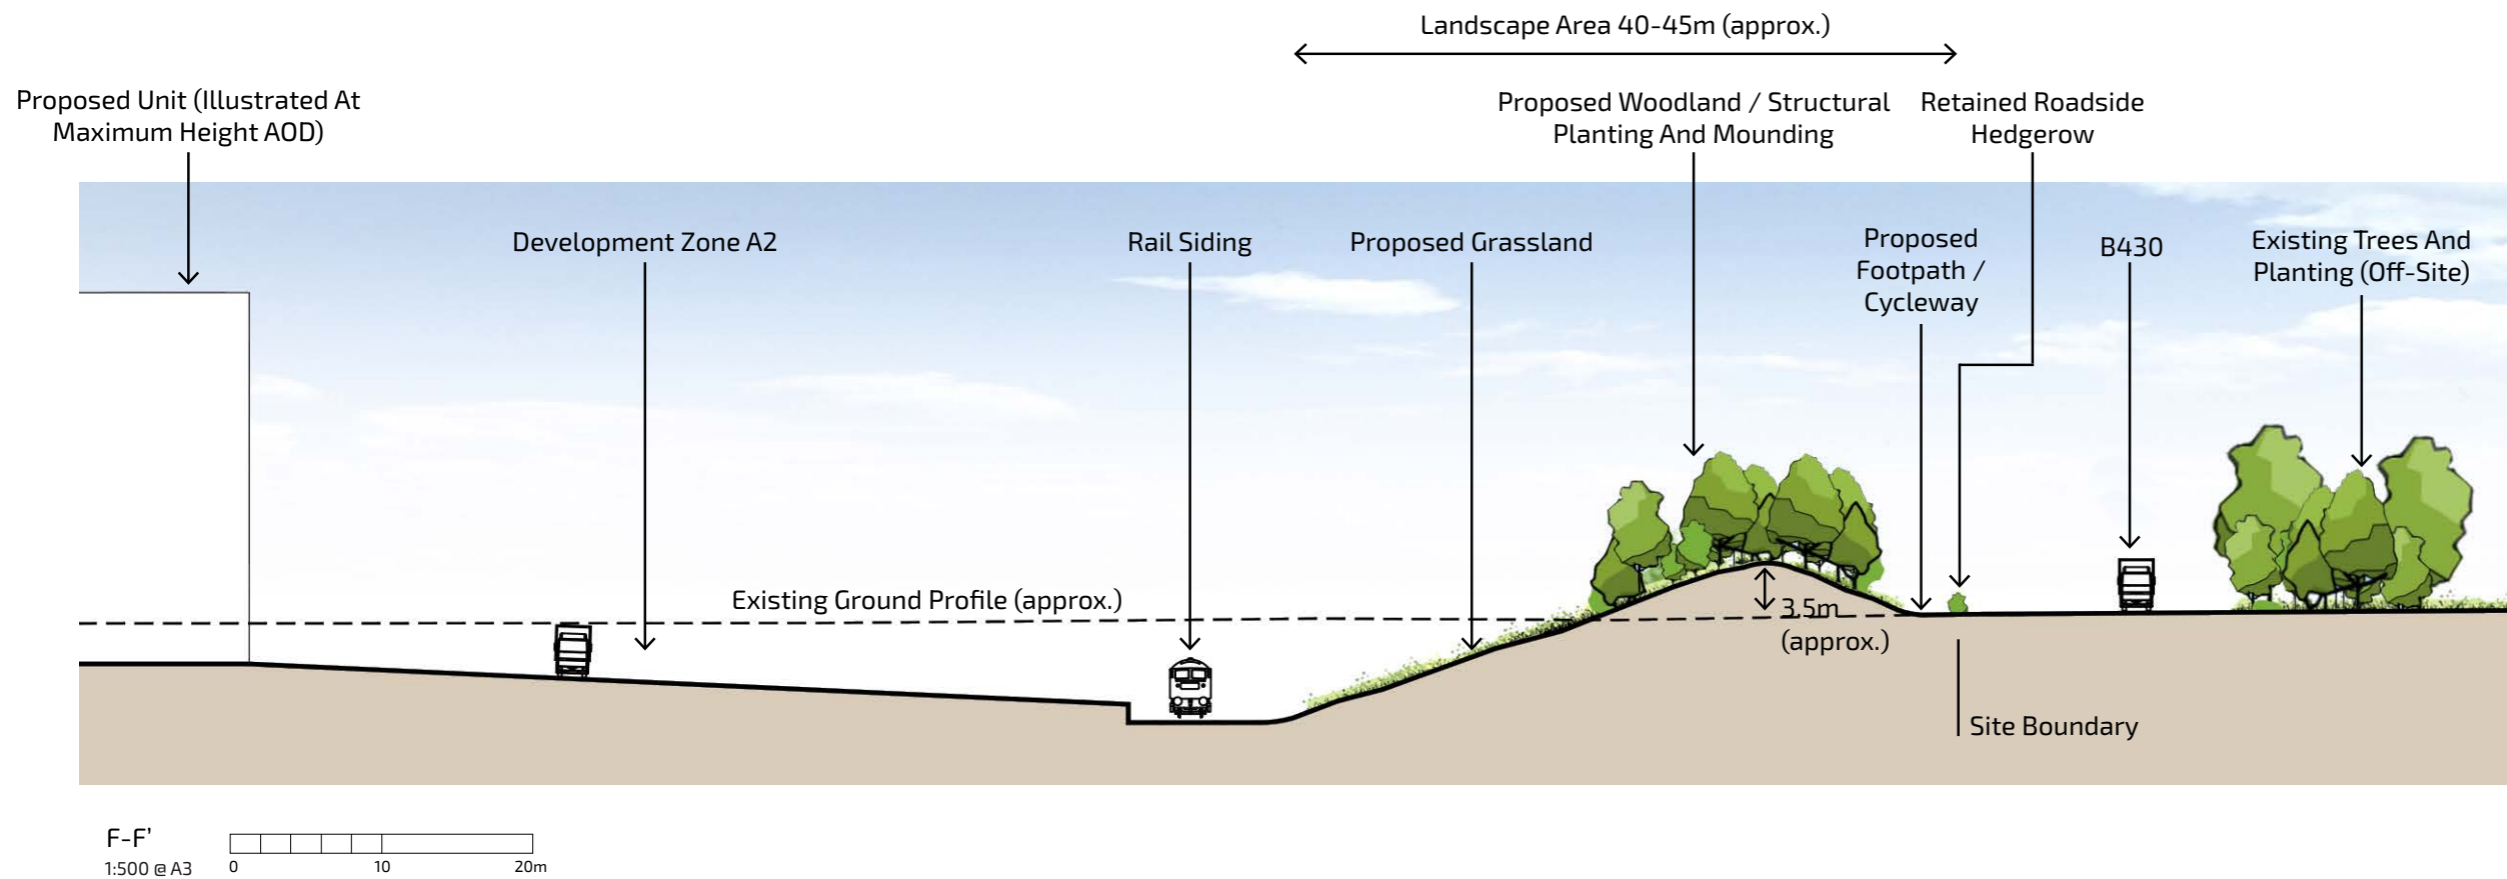 Landscape Area 40-45m (approx.)
Proposed Unit (Illustrated At
Maximum Height AOD)
Proposed Woodland / Structural
Planting And Mounding
Retained Roadside
Hedgerow
Development Zone A2
Rail Siding
Proposed Grassland
Proposed
Footpath /
Cycleway
B430
Existing Trees And
Planting (Off-Site)
Existing Ground Profile (approx.)
3.5m
(approx.)
Site Boundary
F-F’
1:500 @ A3
0 10 20m